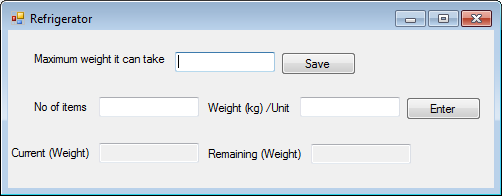 Refrigerator
Maximum weight it can take Save
No of items Weight (kg) /Unit Enter
Current (Weight) Remaining (Weight)